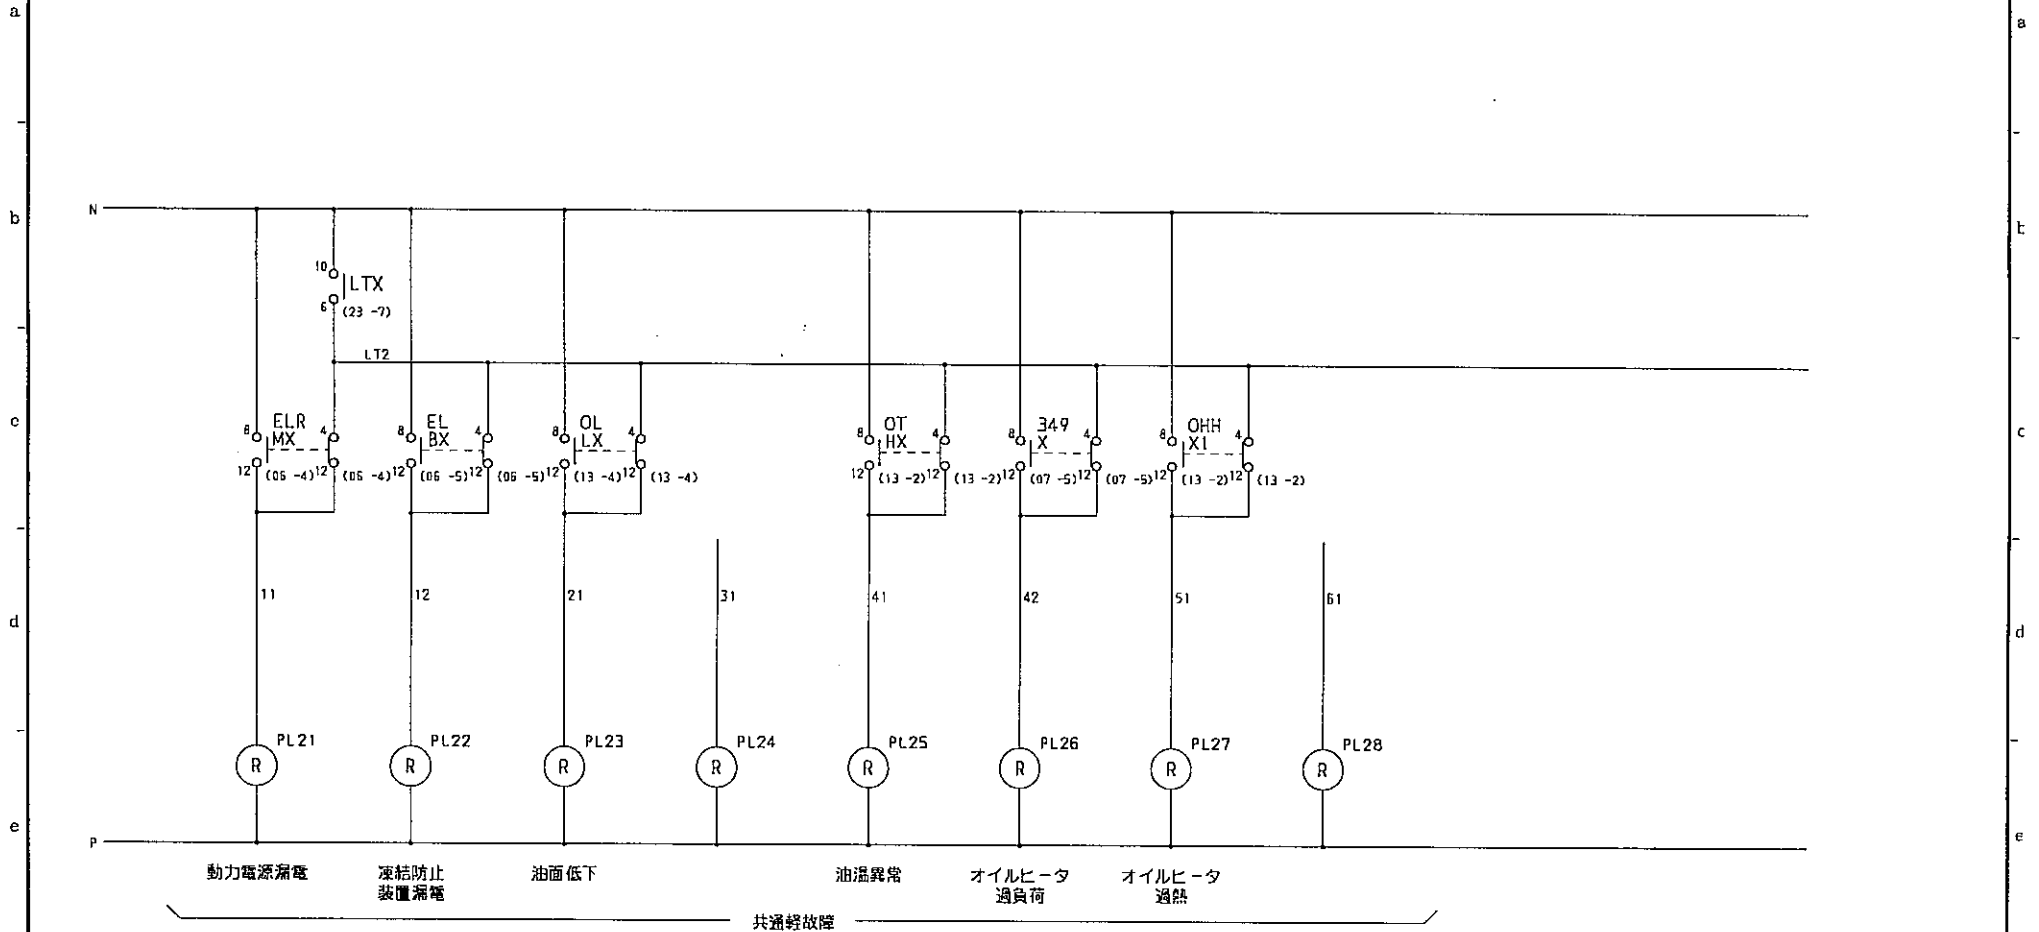 a a
N
b b
10
LTX
6 (23 -7)
LT2
c c
8 ELR MX 4
8 EL BX 4
8 OL LX 4
8 OT HX 4
8 349 X 4
8 OHH X1 4
12 (06 -4) 12 (06 -4) 12 (06 -5) 12 (06 -5) 12 (13 -4) 12 (13 -4)
12 (13 -2) 12 (13 -2) 12 (07 -5) 12 (07 -5) 12 (13 -2) 12 (13 -2)
11 12 21 31 41 42 51 61
d d
PL21 PL22 PL23 PL24 PL25 PL26 PL27 PL28
R R R R R R R R
e e
P
動力電源漏電
凍結防止
装置漏電
油面低下
油温異常
オイルヒータ
過負荷
オイルヒータ
過熱
共通軽故障